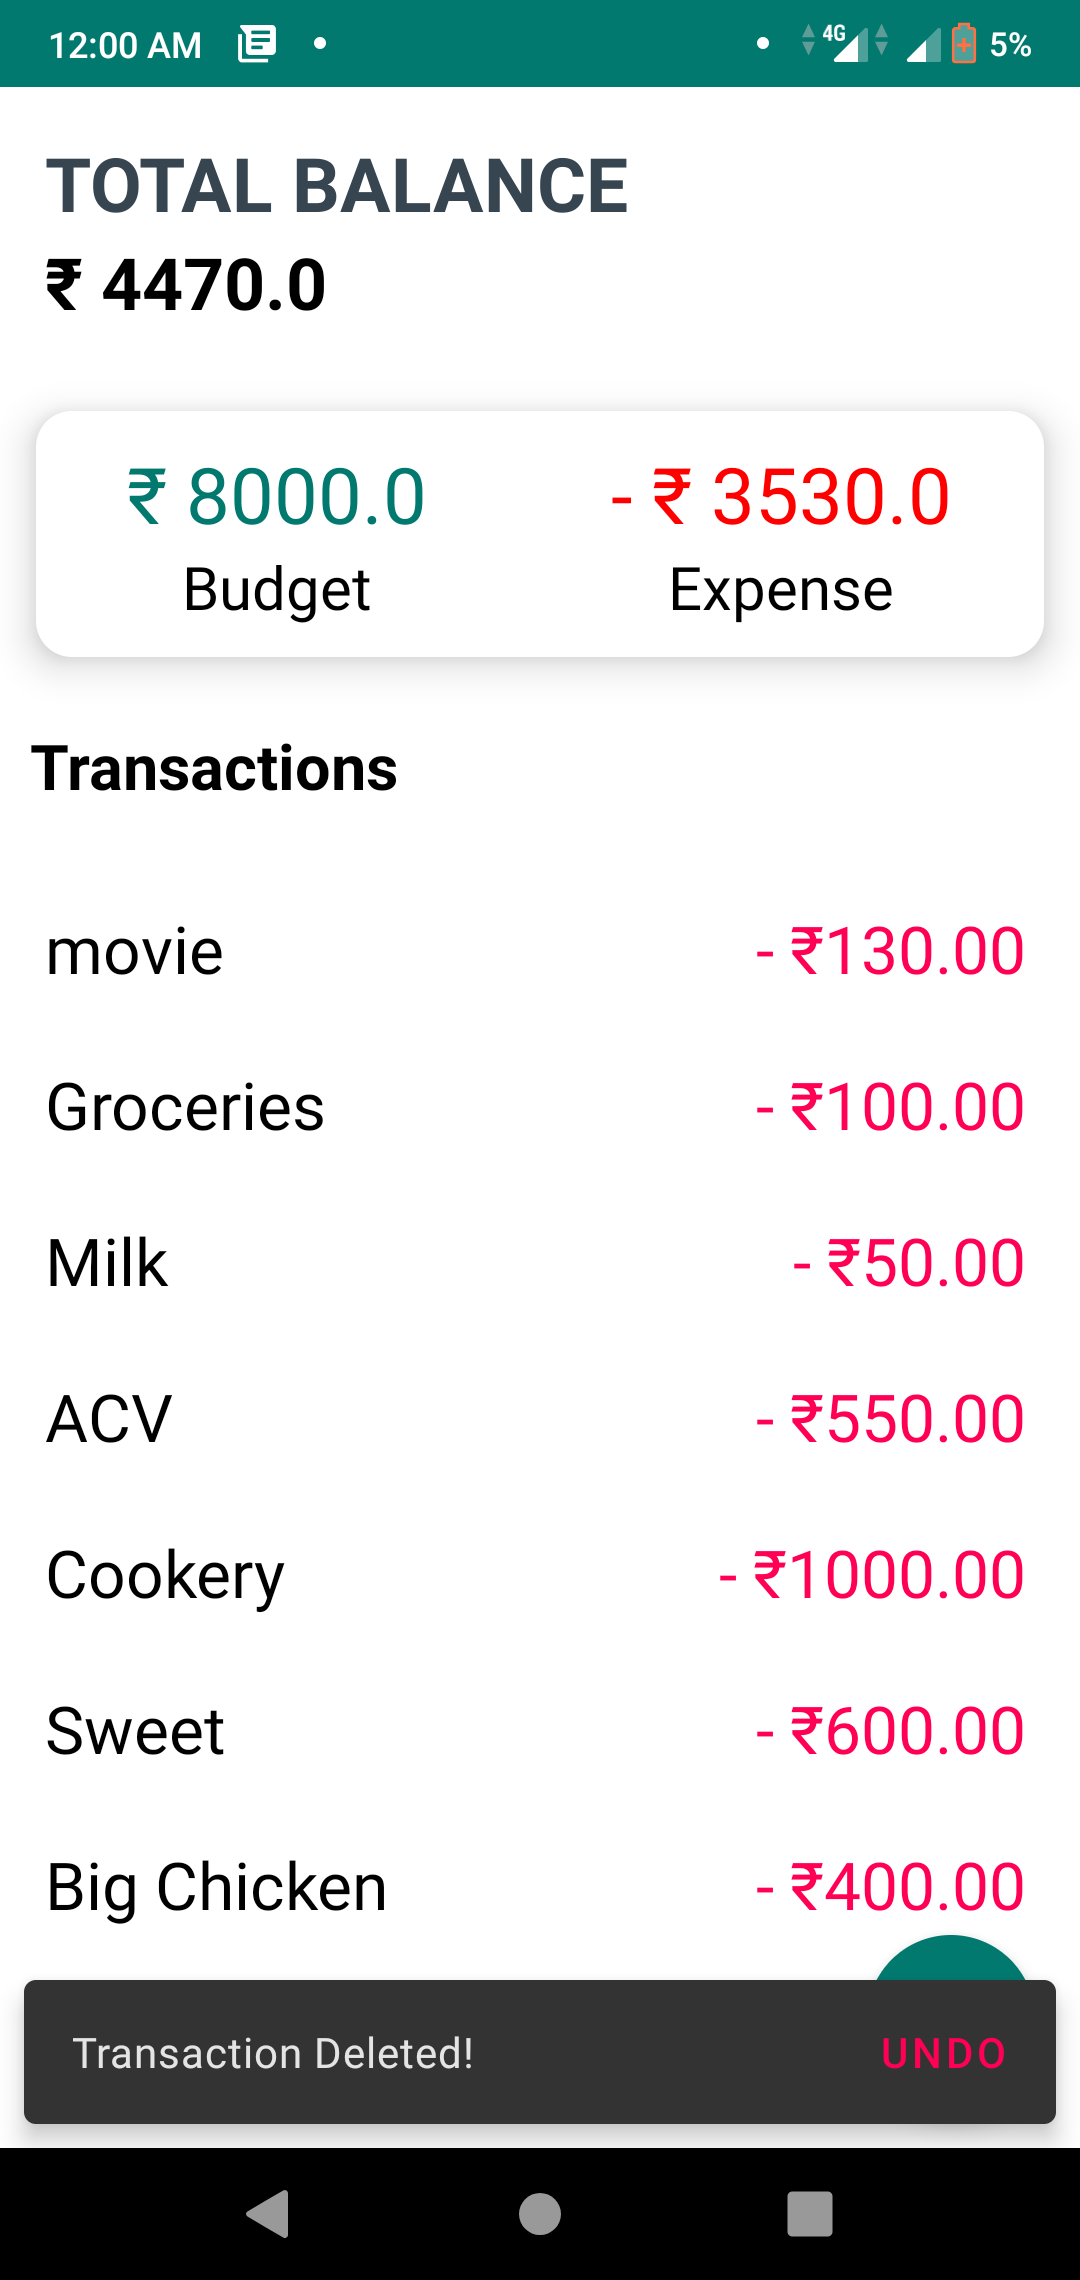 12:00 AM 4G 5%
TOTAL BALANCE
₹ 4470.0
₹ 8000.0 - ₹ 3530.0
Budget Expense
Transactions
movie - ₹130.00
Groceries - ₹100.00
Milk - ₹50.00
ACV - ₹550.00
Cookery - ₹1000.00
Sweet - ₹600.00
Big Chicken - ₹400.00
Transaction Deleted! UNDO